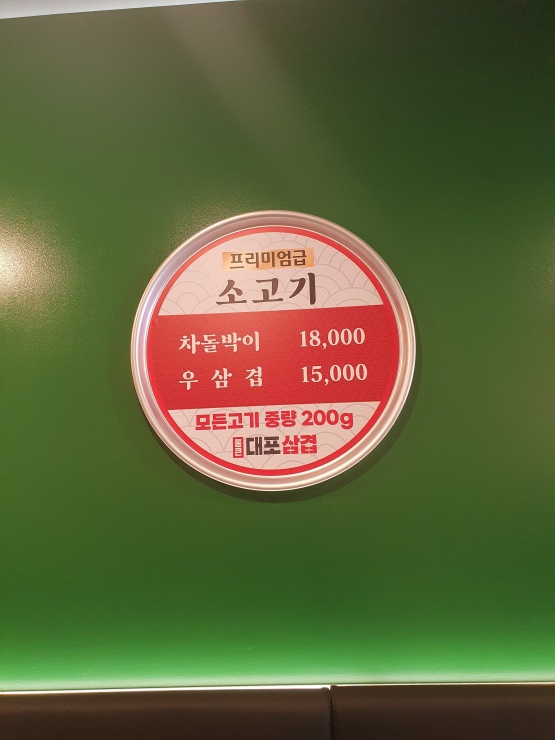 프리미엄급
소고기
차돌박이 18,000
우삼겹 15,000
모든고기 중량 200g
대포삼겹